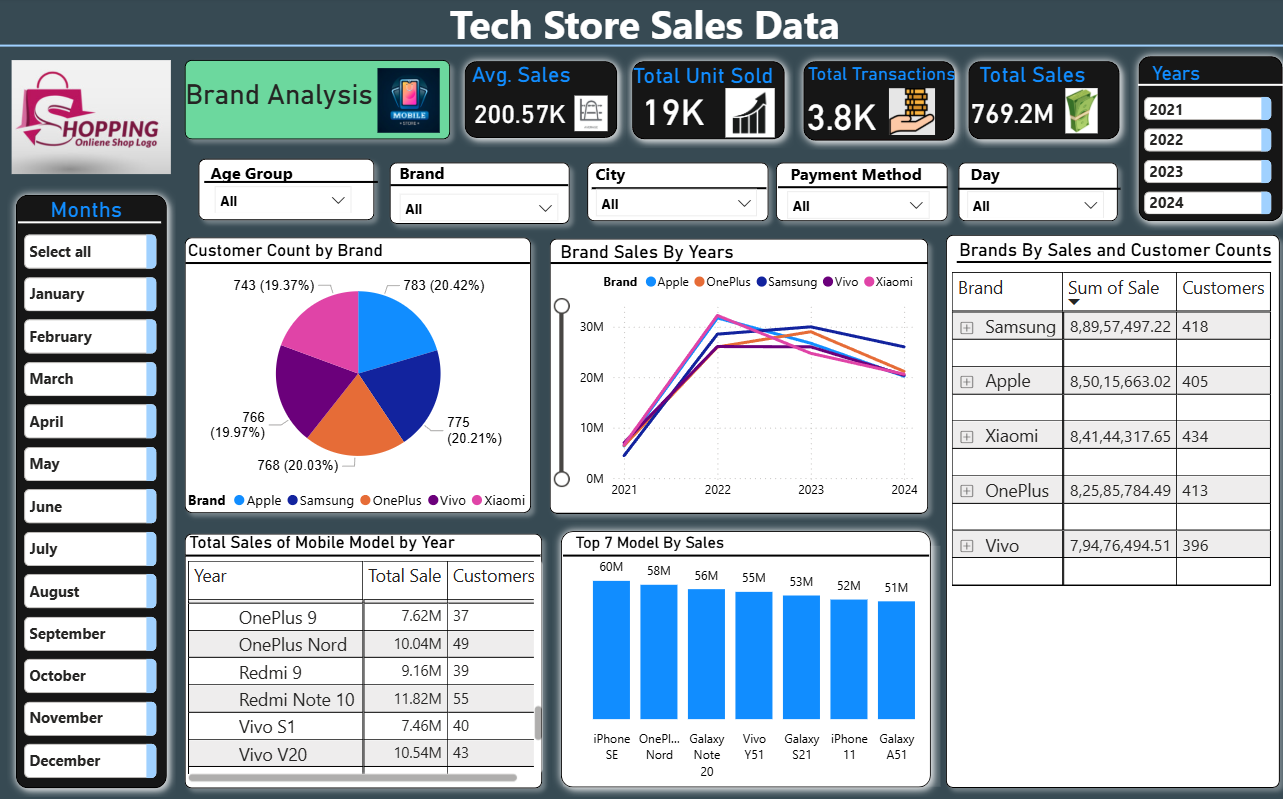 Tech Store Sales Data
SHOPPING
Onliene Shop Logo
Brand Analysis
MOBILE
Avg. Sales
200.57K
Total Unit Sold
19K
Total Transactions
3.8K
Total Sales
769.2M
Years
2021
2022
2023
2024
Age Group
All
Brand
All
City
All
Payment Method
All
Day
All
Months
Select all
January
February
March
April
May
June
July
August
September
October
November
December
Customer Count by Brand
743 (19.37%)
783 (20.42%)
766
(19.97%)
775
(20.21%)
768 (20.03%)
Brand Apple Samsung OnePlus Vivo Xiaomi
Brand Sales By Years
Brand Apple OnePlus Samsung Vivo Xiaomi
30M
20M
10M
0M
2021 2022 2023 2024
Brands By Sales and Customer Counts
Brand Sum of Sale Customers
Samsung 8,89,57,497.22 418
Apple 8,50,15,663.02 405
Xiaomi 8,41,44,317.65 434
OnePlus 8,25,85,784.49 413
Vivo 7,94,76,494.51 396
Total Sales of Mobile Model by Year
Year Total Sale Customers
OnePlus 9 7.62M 37
OnePlus Nord 10.04M 49
Redmi 9 9.16M 39
Redmi Note 10 11.82M 55
Vivo S1 7.46M 40
Vivo V20 10.54M 43
Top 7 Model By Sales
60M 58M 56M 55M 53M 52M 51M
iPhone SE
OnePl... Nord
Galaxy Note 20
Vivo Y51
Galaxy S21
iPhone 11
Galaxy A51